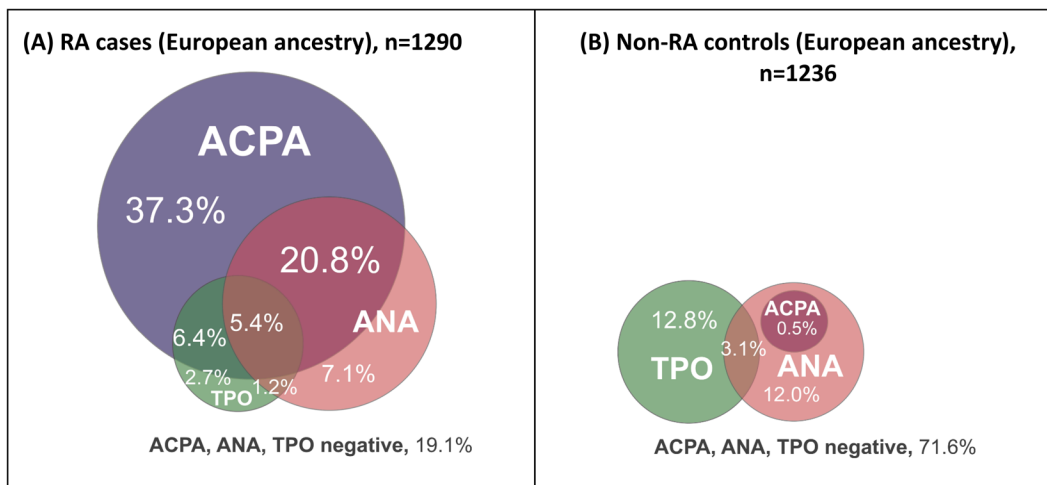 (A) RA cases (European ancestry), n=1290
ACPA
37.3%
20.8%
ANA
6.4%
5.4%
7.1%
2.7%
1.2%
TPO
ACPA, ANA, TPO negative, 19.1%
(B) Non-RA controls (European ancestry),
n=1236
12.8%
ACPA
0.5%
3.1%
TPO
ANA
12.0%
ACPA, ANA, TPO negative, 71.6%